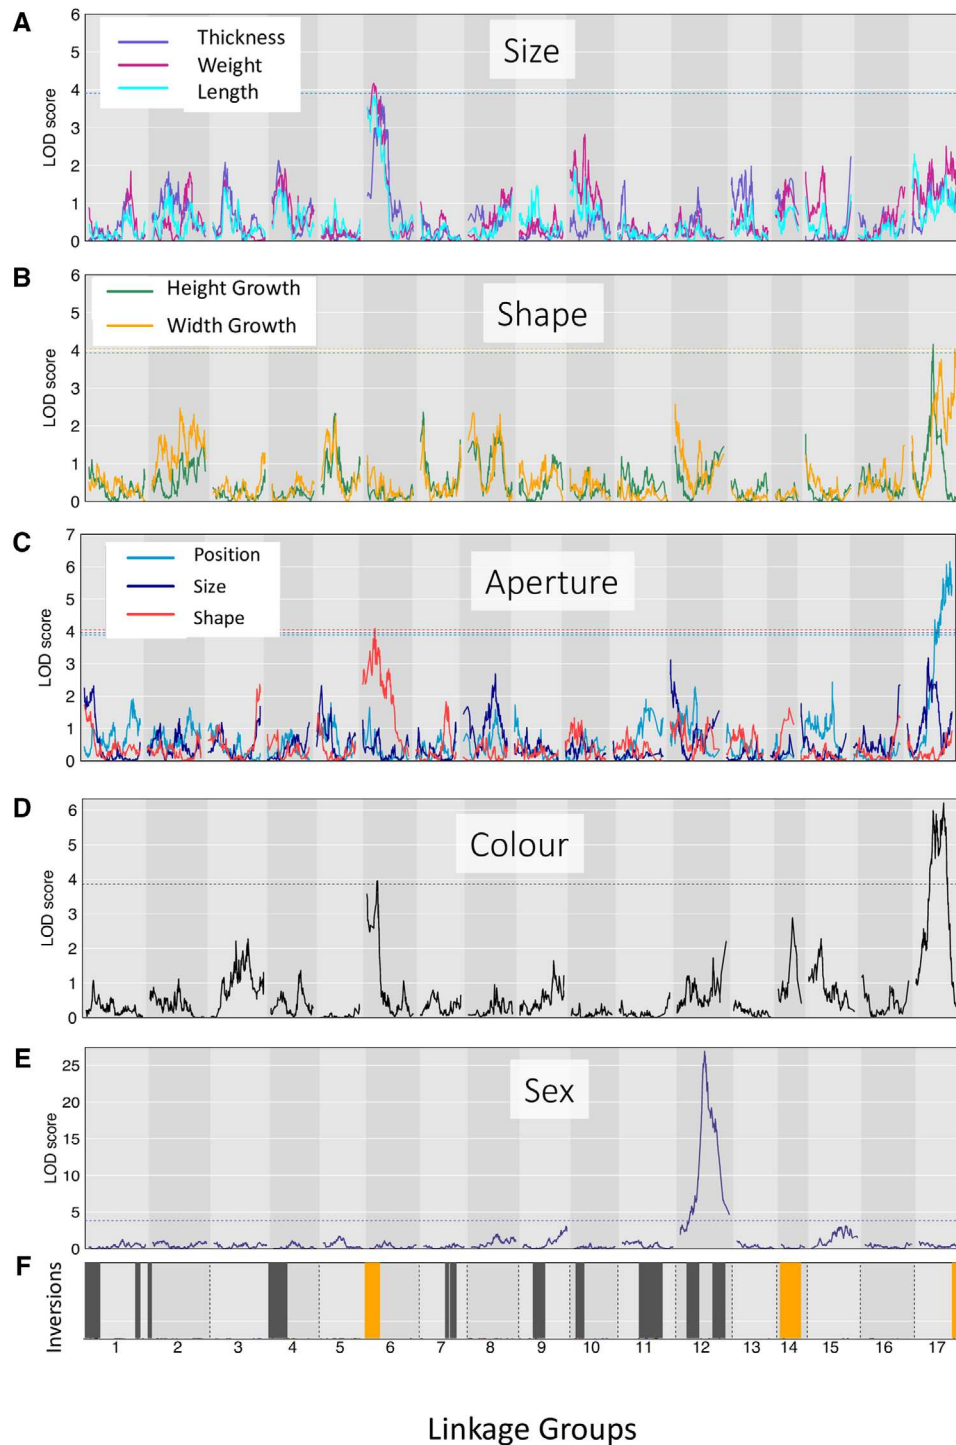 A
Size
Thickness
Weight
Length
LOD score
6
5
4
3
2
1
0
B
Shape
Height Growth
Width Growth
LOD score
6
5
4
3
2
1
0
C
Aperture
Position
Size
Shape
LOD score
7
6
5
4
3
2
1
0
D
Colour
LOD score
6
5
4
3
2
1
0
E
Sex
LOD score
25
20
15
10
5
0
F
Inversions
1 2 3 4 5 6 7 8 9 10 11 12 13 14 15 16 17
Linkage Groups